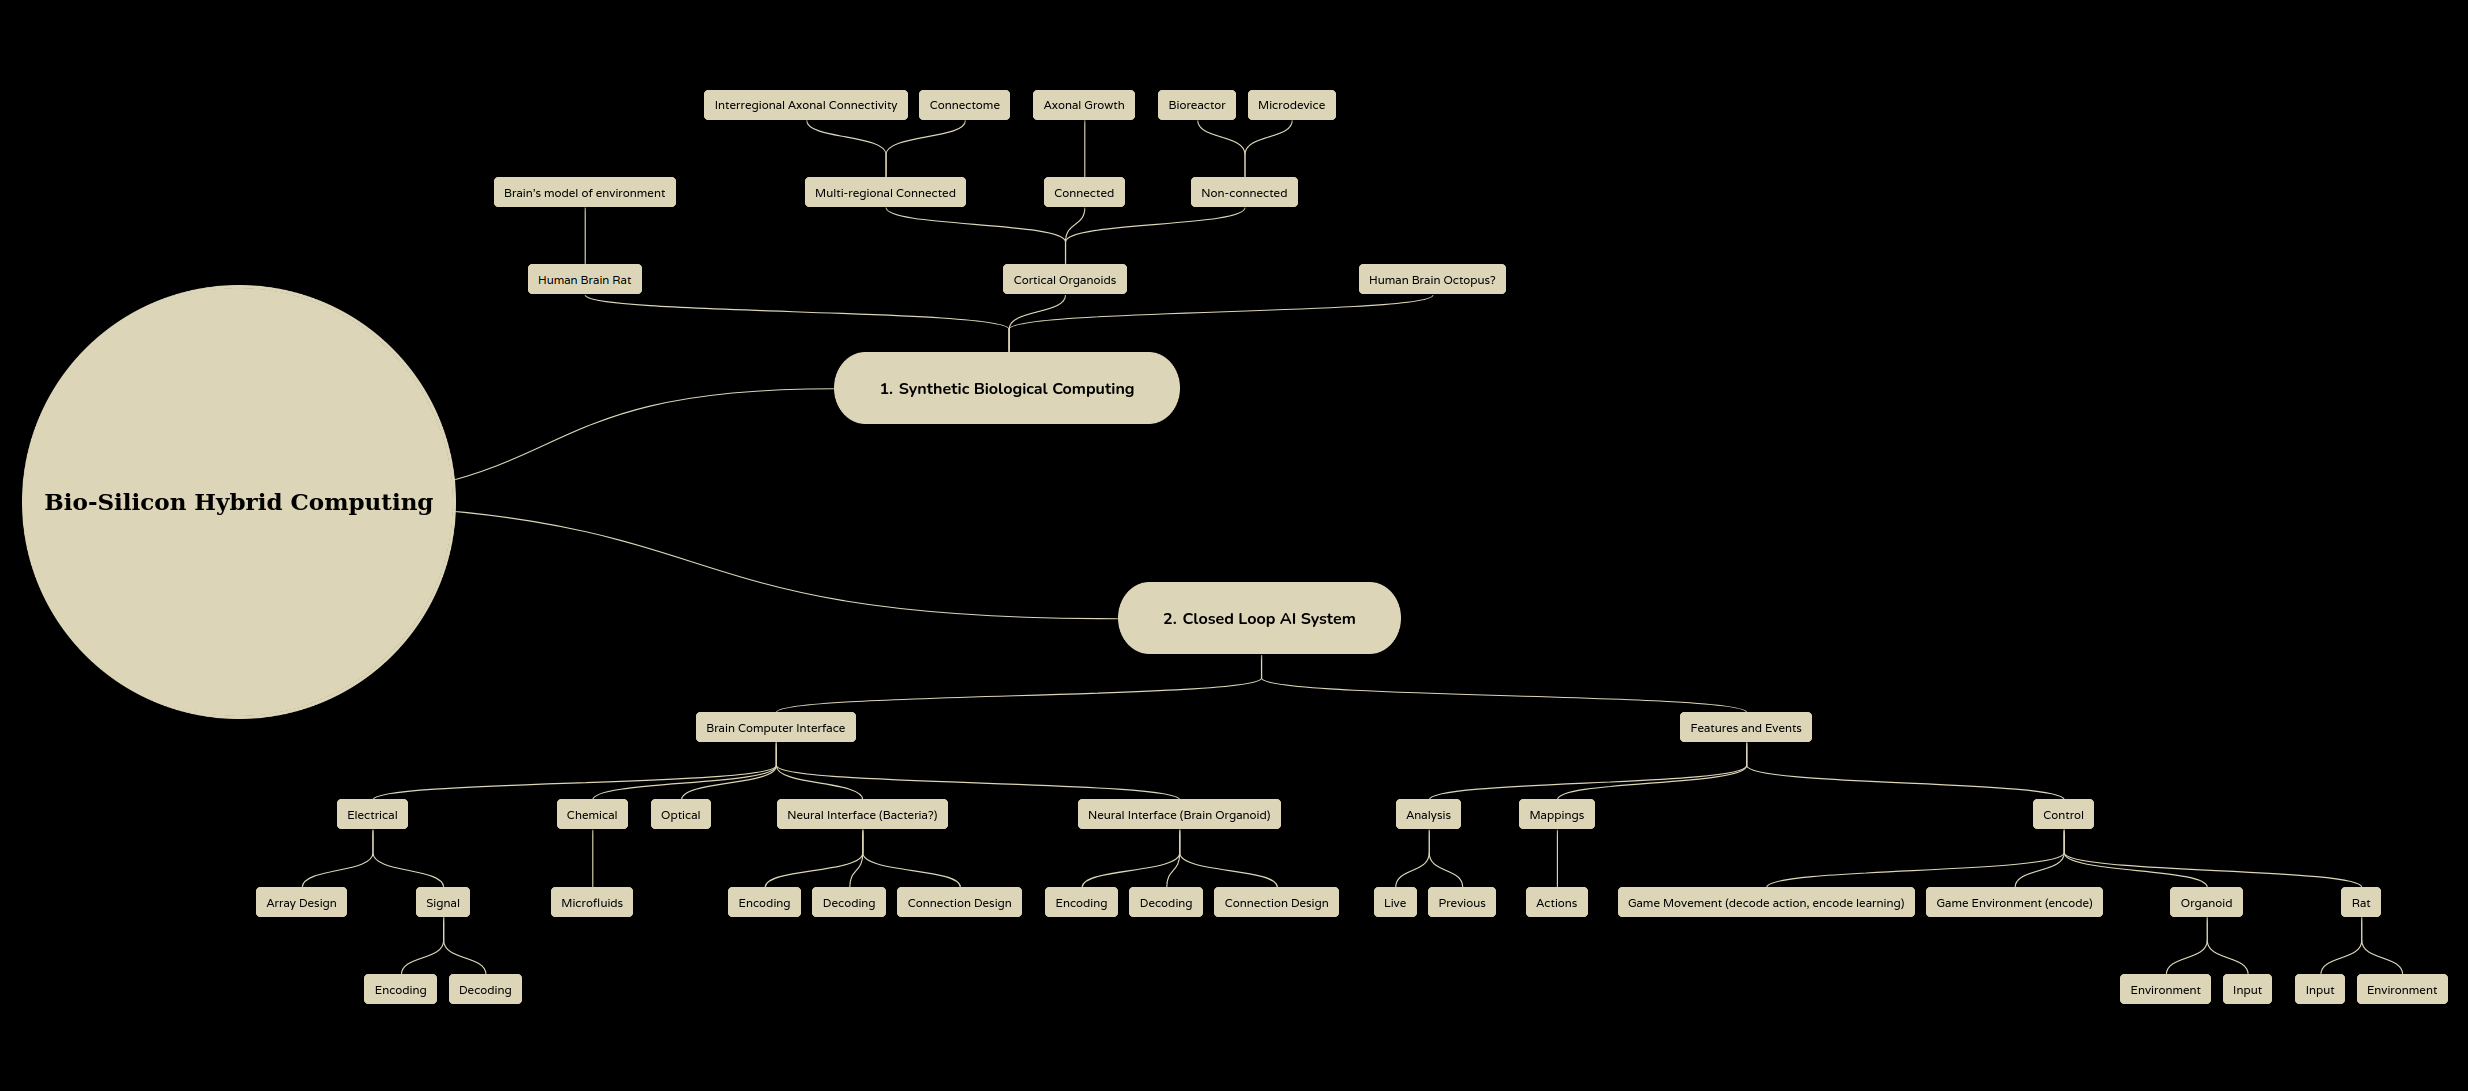 Interregional Axonal Connectivity
Connectome
Axonal Growth
Bioreactor
Microdevice
Brain's model of environment
Multi-regional Connected
Connected
Non-connected
Human Brain Rat
Cortical Organoids
Human Brain Octopus?
1. Synthetic Biological Computing
Bio-Silicon Hybrid Computing
2. Closed Loop AI System
Brain Computer Interface
Features and Events
Electrical
Chemical
Optical
Neural Interface (Bacteria?)
Neural Interface (Brain Organoid)
Analysis
Mappings
Control
Array Design
Signal
Microfluids
Encoding
Decoding
Connection Design
Encoding
Decoding
Connection Design
Live
Previous
Actions
Game Movement (decode action, encode learning)
Game Environment (encode)
Organoid
Rat
Encoding
Decoding
Environment
Input
Input
Environment